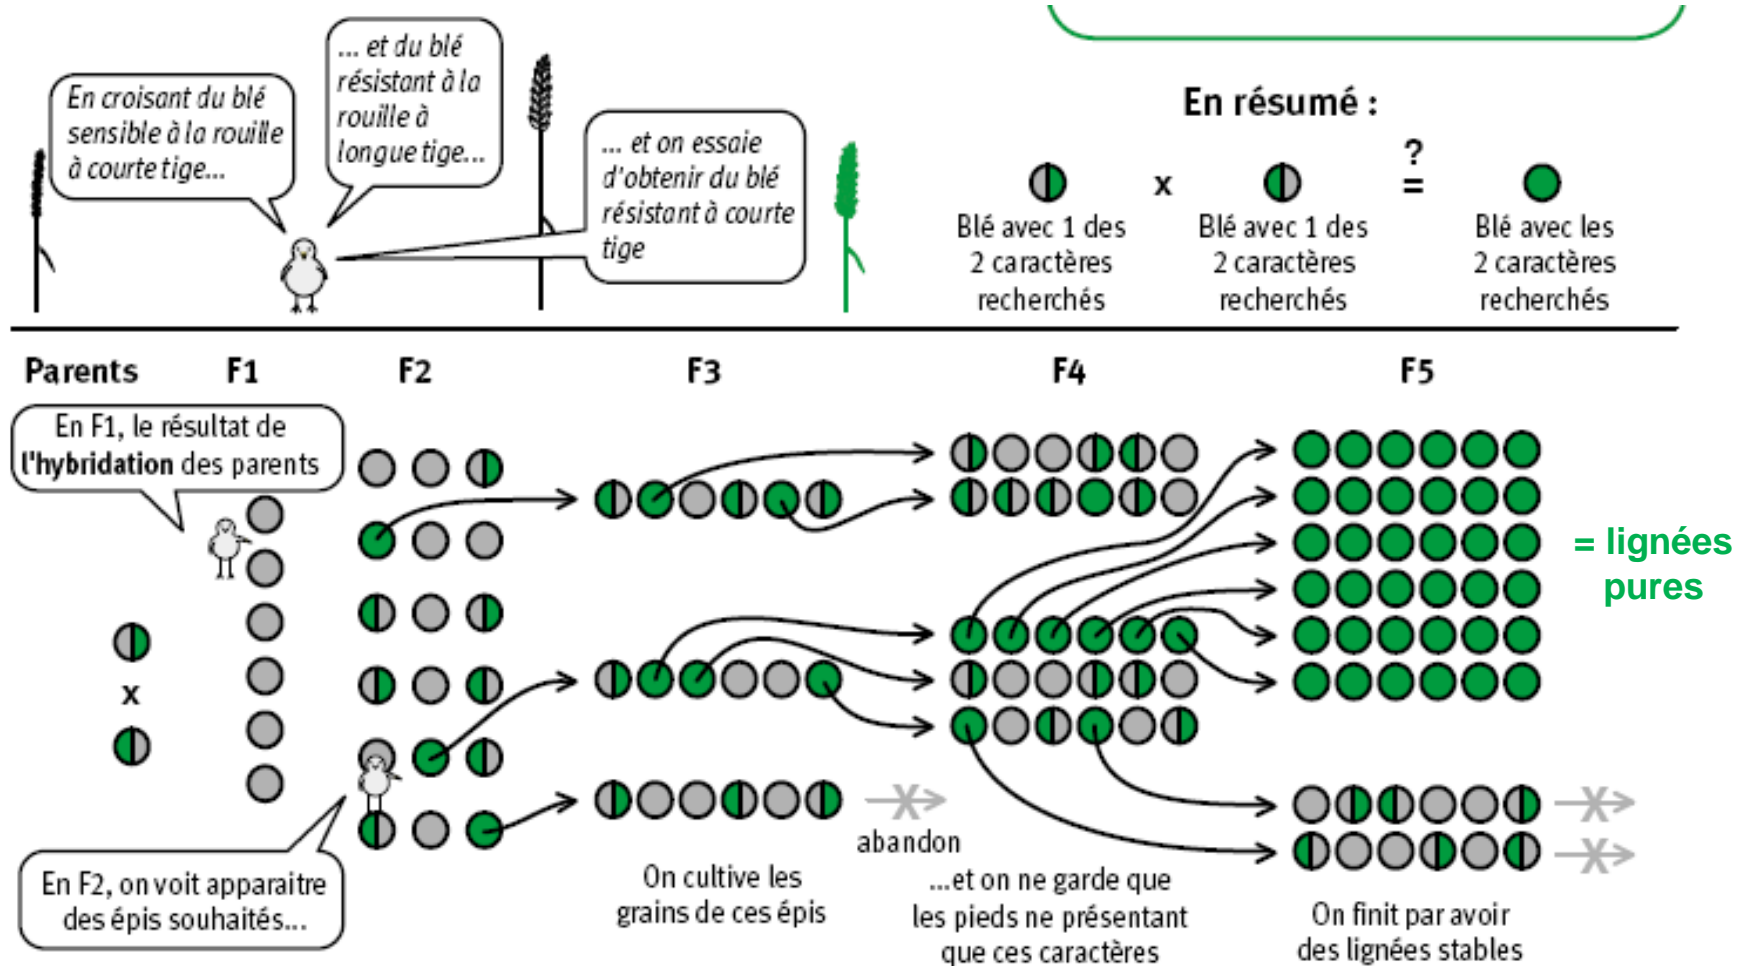 En croisant du blé
sensible à la rouille
à courte tige...
... et du blé
résistant à la
rouille à
longue tige...
... et on essaie
d'obtenir du blé
résistant à courte
tige
En résumé :
x
?
=
Blé avec 1 des
2 caractères
recherchés
Blé avec 1 des
2 caractères
recherchés
Blé avec les
2 caractères
recherchés
Parents
F1
F2
F3
F4
F5
En F1, le résultat de
l'hybridation des parents
x
= lignées
pures
X
abandon
X
X
En F2, on voit apparaitre
des épis souhaités...
On cultive les
grains de ces épis
...et on ne garde que
les pieds ne présentant
que ces caractères
On finit par avoir
des lignées stables